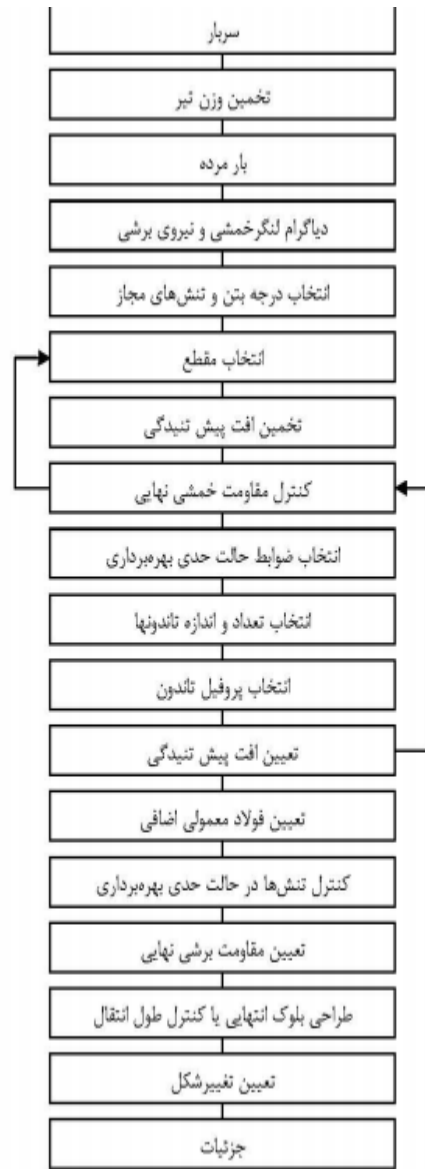 سربار
تخمین وزن تیر
بار مرده
دیاگرام لنگرخمشی و نیروی برشی
انتخاب درجه بتن و تنش‌های مجاز
انتخاب مقطع
تخمین افت پیش تنیدگی
کنترل مقاومت خمشی نهایی
انتخاب ضوابط حالت حدی بهره‌برداری
انتخاب تعداد و اندازه تاندونها
انتخاب پروفیل تاندون
تعیین افت پیش تنیدگی
تعیین فولاد معمولی اضافی
کنترل تنش‌ها در حالت حدی بهره‌برداری
تعیین مقاومت برشی نهایی
طراحی بلوک انتهایی یا کنترل طول انتقال
تعیین تغییرشکل
جزئیات